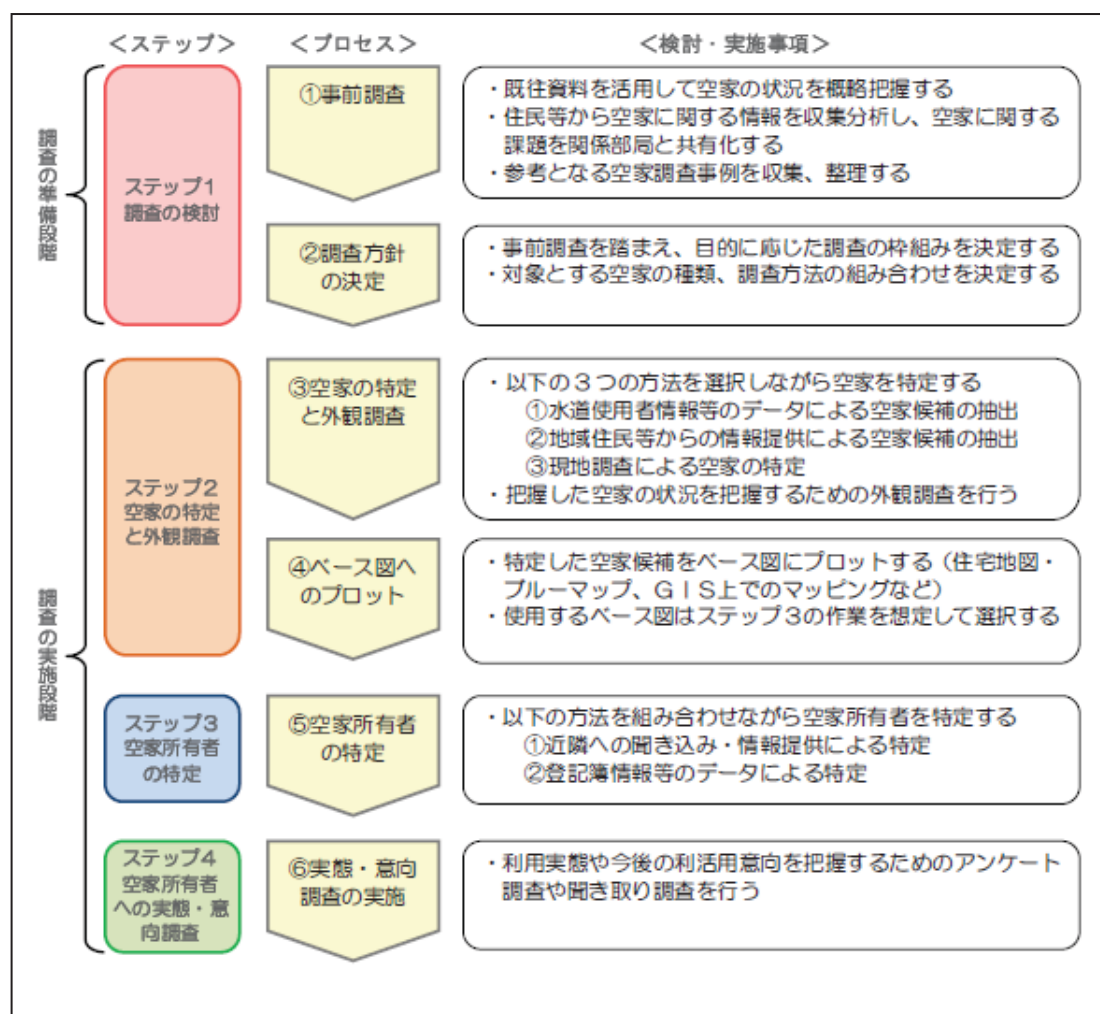 ＜ステップ＞ ＜プロセス＞ ＜検討・実施事項＞
調査の準備段階
ステップ1
調査の検討
①事前調査
・既往資料を活用して空家の状況を概略把握する
・住民等から空家に関する情報を収集分析し、空家に関する
課題を関係部局と共有化する
・参考となる空家調査事例を収集、整理する
②調査方針
の決定
・事前調査を踏まえ、目的に応じた調査の枠組みを決定する
・対象とする空家の種類、調査方法の組み合わせを決定する
調査の実施段階
ステップ2
空家の特定
と外観調査
③空家の特定
と外観調査
・以下の３つの方法を選択しながら空家を特定する
①水道使用者情報等のデータによる空家候補の抽出
②地域住民等からの情報提供による空家候補の抽出
③現地調査による空家の特定
・把握した空家の状況を把握するための外観調査を行う
④ベース図へ
のプロット
・特定した空家候補をベース図にプロットする（住宅地図・
ブルーマップ、ＧＩＳ上でのマッピングなど）
・使用するベース図はステップ３の作業を想定して選択する
ステップ3
空家所有者
の特定
⑤空家所有者
の特定
・以下の方法を組み合わせながら空家所有者を特定する
①近隣への聞き込み・情報提供による特定
②登記簿情報等のデータによる特定
ステップ4
空家所有者
への実態・意
向調査
⑥実態・意向
調査の実施
・利用実態や今後の利活用意向を把握するためのアンケート
調査や聞き取り調査を行う